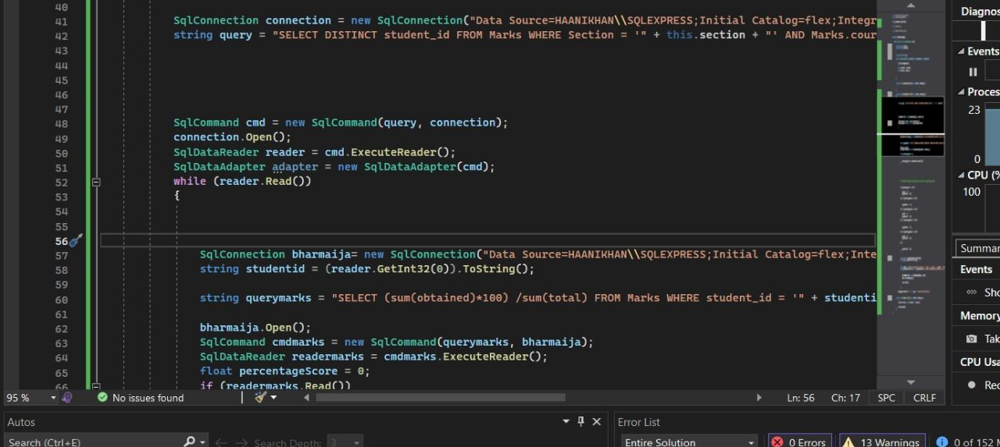 40
41 SqlConnection connection = new SqlConnection("Data Source=HAANIKHAN\\SQLEXPRESS;Initial Catalog=flex;Integr
42 string query = "SELECT DISTINCT student_id FROM Marks WHERE Section = '" + this.section + "' AND Marks.cour
43
44
45
46
47
48 SqlCommand cmd = new SqlCommand(query, connection);
49 connection.Open();
50 SqlDataReader reader = cmd.ExecuteReader();
51 SqlDataAdapter adapter = new SqlDataAdapter(cmd);
52 while (reader.Read())
53 {
54
55
56
57 SqlConnection bharmaija= new SqlConnection("Data Source=HAANIKHAN\\SQLEXPRESS;Initial Catalog=flex;Inte
58 string studentid = (reader.GetInt32(0)).ToString();
59
60 string querymarks = "SELECT (sum(obtained)*100) /sum(total) FROM Marks WHERE student_id = '" + studenti
61
62 bharmaija.Open();
63 SqlCommand cmdmarks = new SqlCommand(querymarks, bharmaija);
64 SqlDataReader readermarks = cmdmarks.ExecuteReader();
65 float percentageScore = 0;
66 if (readermarks.Read())
95 % No issues found Ln: 56 Ch: 17 SPC CRLF
Autos
Search (Ctrl+E) Search Depth: 3
Error List
Entire Solution 0 Errors 13 Warnings 0 of 152 M
Diagnos
Events
Proces
23
0
CPU (%
100
Summar
Events
Sho
Memory
Tak
CPU Usa
Rec